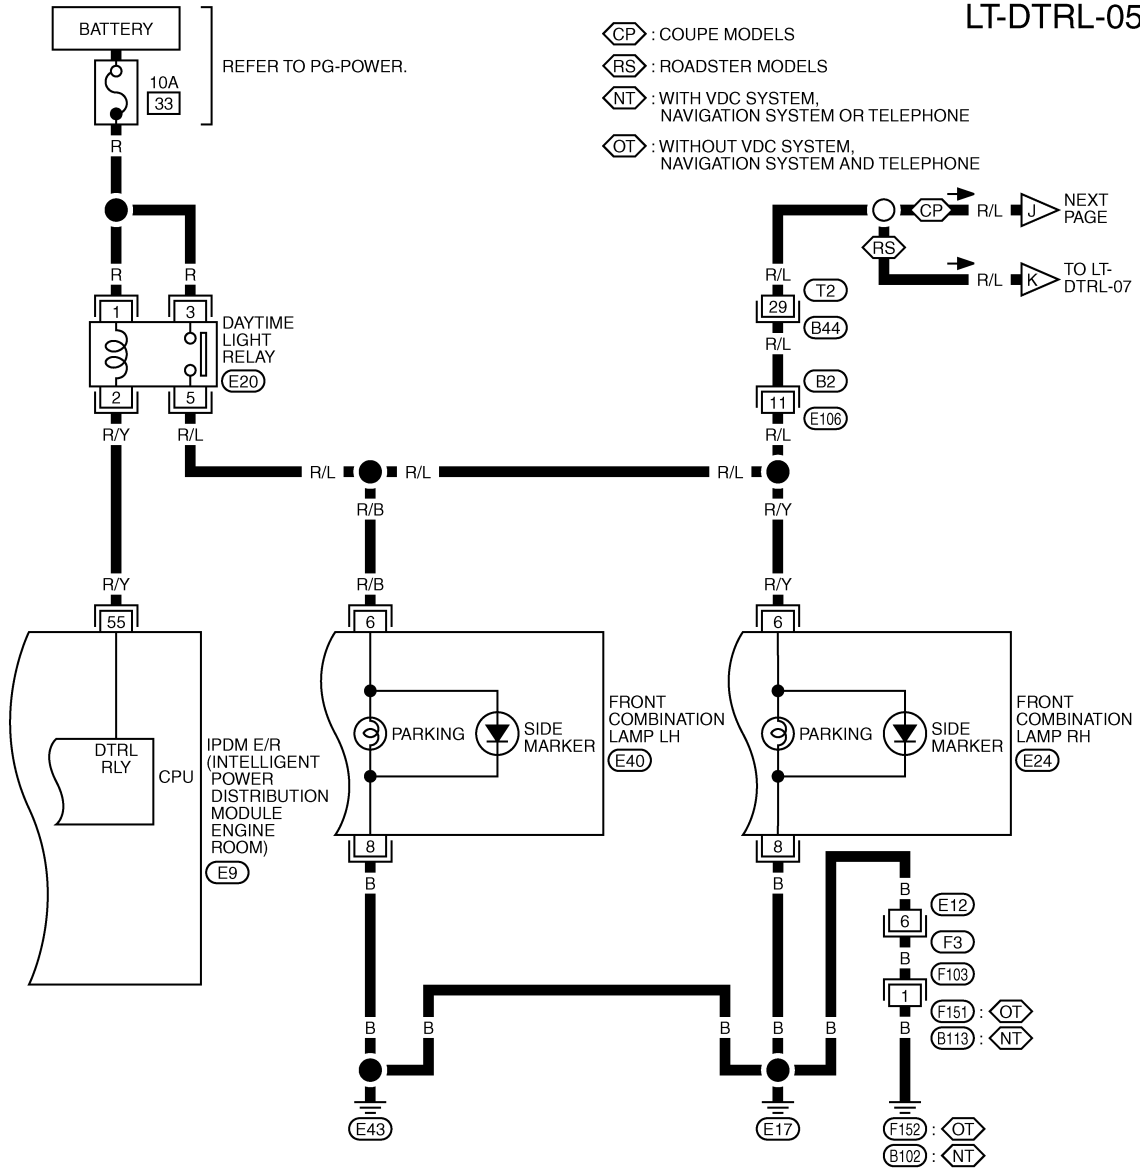 LT-DTRL-05
BATTERY
10A
33
REFER TO PG-POWER.
CP : COUPE MODELS
RS : ROADSTER MODELS
NT : WITH VDC SYSTEM,
NAVIGATION SYSTEM OR TELEPHONE
OT : WITHOUT VDC SYSTEM,
NAVIGATION SYSTEM AND TELEPHONE
R
CP
R/L
J
NEXT
PAGE
RS
R/L
K
TO LT-
DTRL-07
R
R
R/L
1
3
29
T2
B44
DAYTIME
LIGHT
RELAY
E20
R/L
2
5
11
B2
E106
R/Y
R/L
R/L
R/L
R/L
R/L
R/B
R/Y
R/Y
R/B
R/Y
55
6
6
DTRL
RLY
CPU
IPDM E/R
(INTELLIGENT
POWER
DISTRIBUTION
MODULE
ENGINE
ROOM)
E9
PARKING
SIDE
MARKER
FRONT
COMBINATION
LAMP LH
E40
PARKING
SIDE
MARKER
FRONT
COMBINATION
LAMP RH
E24
8
8
B
B
B
6
E12
F3
B
1
F103
F151 : OT
B113 : NT
B
B
B
B
B
B
E43
E17
F152 : OT
B102 : NT